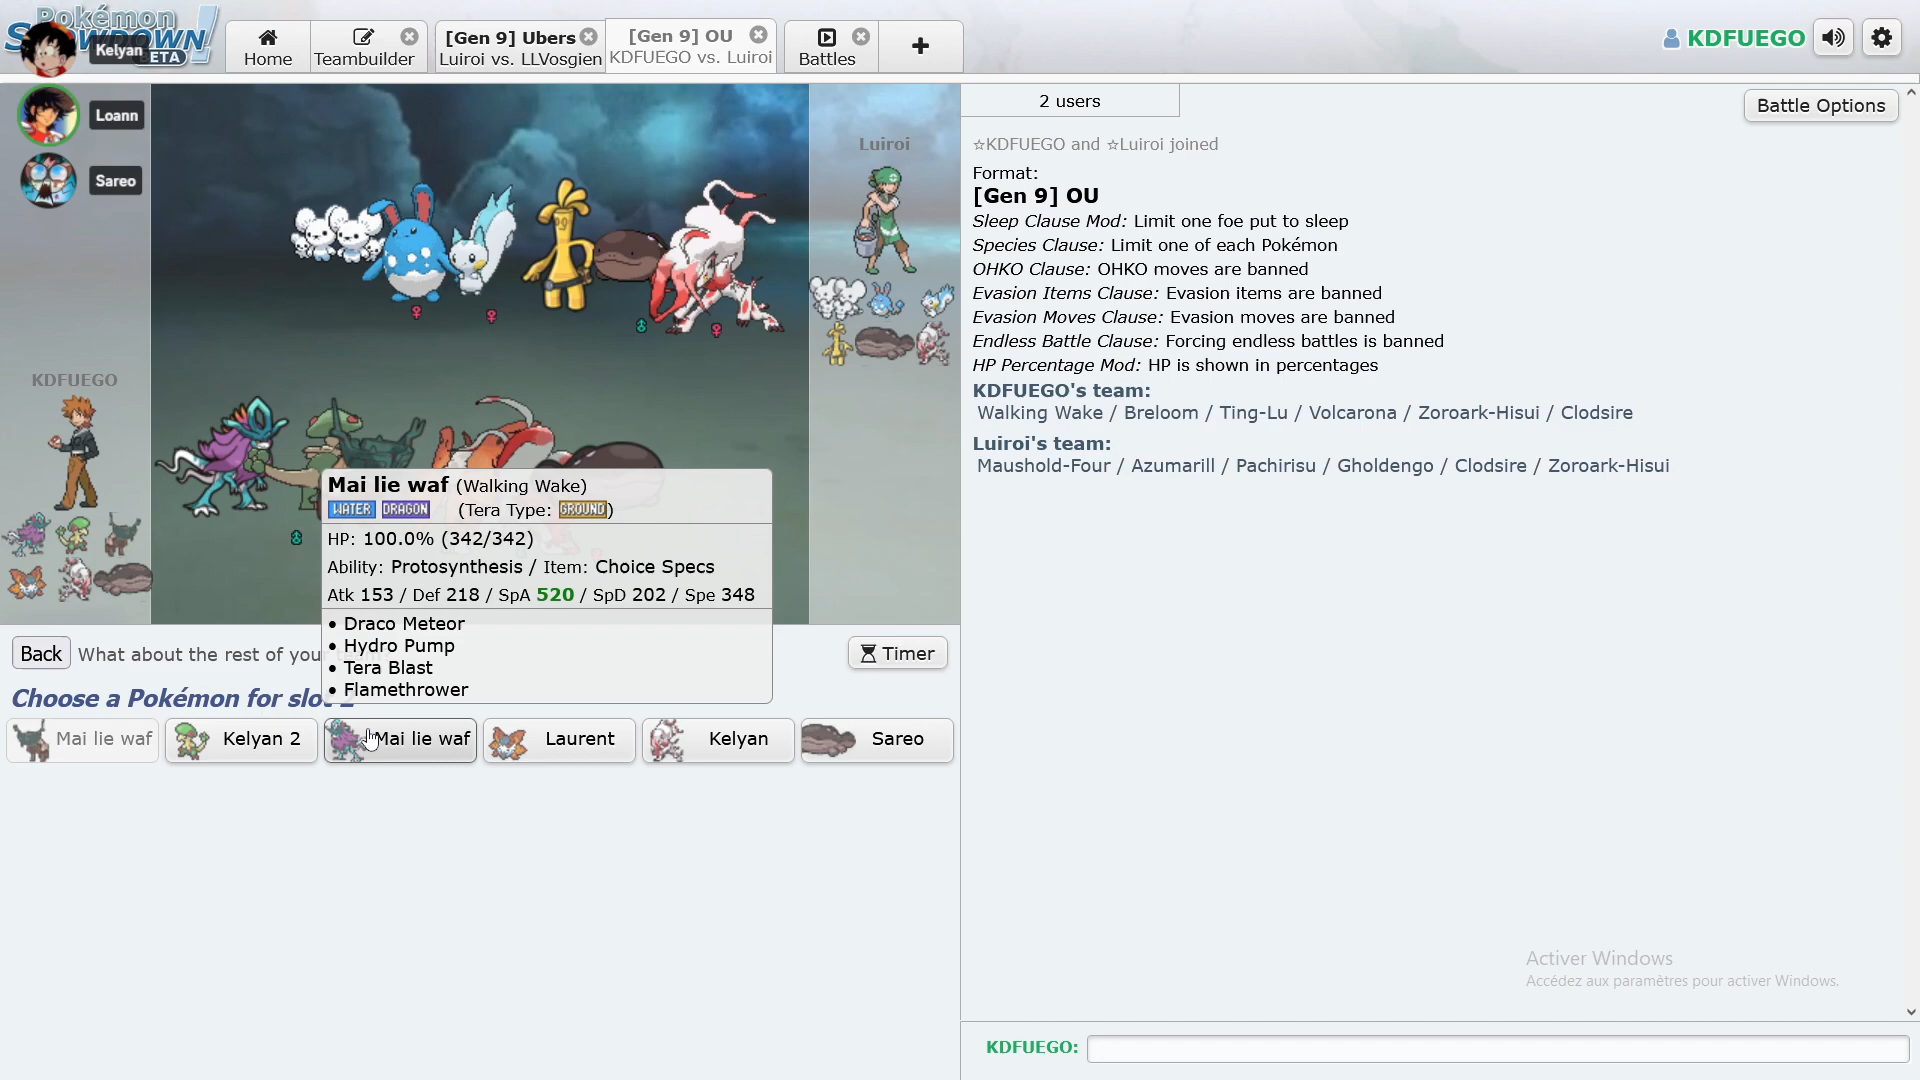 Pokémon
SHOWDOWN!
BETA
Kelyan
Home
Teambuilder
[Gen 9] Ubers
Luiroi vs. LLVosgien
[Gen 9] OU
KDFUEGO vs. Luiroi
Battles
KDFUEGO
Loann
Sareo
Luiroi
KDFUEGO
2 users
Battle Options
☆KDFUEGO and ☆Luiroi joined
Format:
[Gen 9] OU
Sleep Clause Mod: Limit one foe put to sleep
Species Clause: Limit one of each Pokémon
OHKO Clause: OHKO moves are banned
Evasion Items Clause: Evasion items are banned
Evasion Moves Clause: Evasion moves are banned
Endless Battle Clause: Forcing endless battles is banned
HP Percentage Mod: HP is shown in percentages
KDFUEGO's team:
Walking Wake / Breloom / Ting-Lu / Volcarona / Zoroark-Hisui / Clodsire
Luiroi's team:
Maushold-Four / Azumarill / Pachirisu / Gholdengo / Clodsire / Zoroark-Hisui
Mai lie waf (Walking Wake)
WATER DRAGON (Tera Type: GROUND)
HP: 100.0% (342/342)
Ability: Protosynthesis / Item: Choice Specs
Atk 153 / Def 218 / SpA 520 / SpD 202 / Spe 348
• Draco Meteor
• Hydro Pump
• Tera Blast
• Flamethrower
Back What about the rest of your
Timer
Choose a Pokémon for slot 2
Mai lie waf
Kelyan 2
Mai lie waf
Laurent
Kelyan
Sareo
Activer Windows
Accédez aux paramètres pour activer Windows.
KDFUEGO: